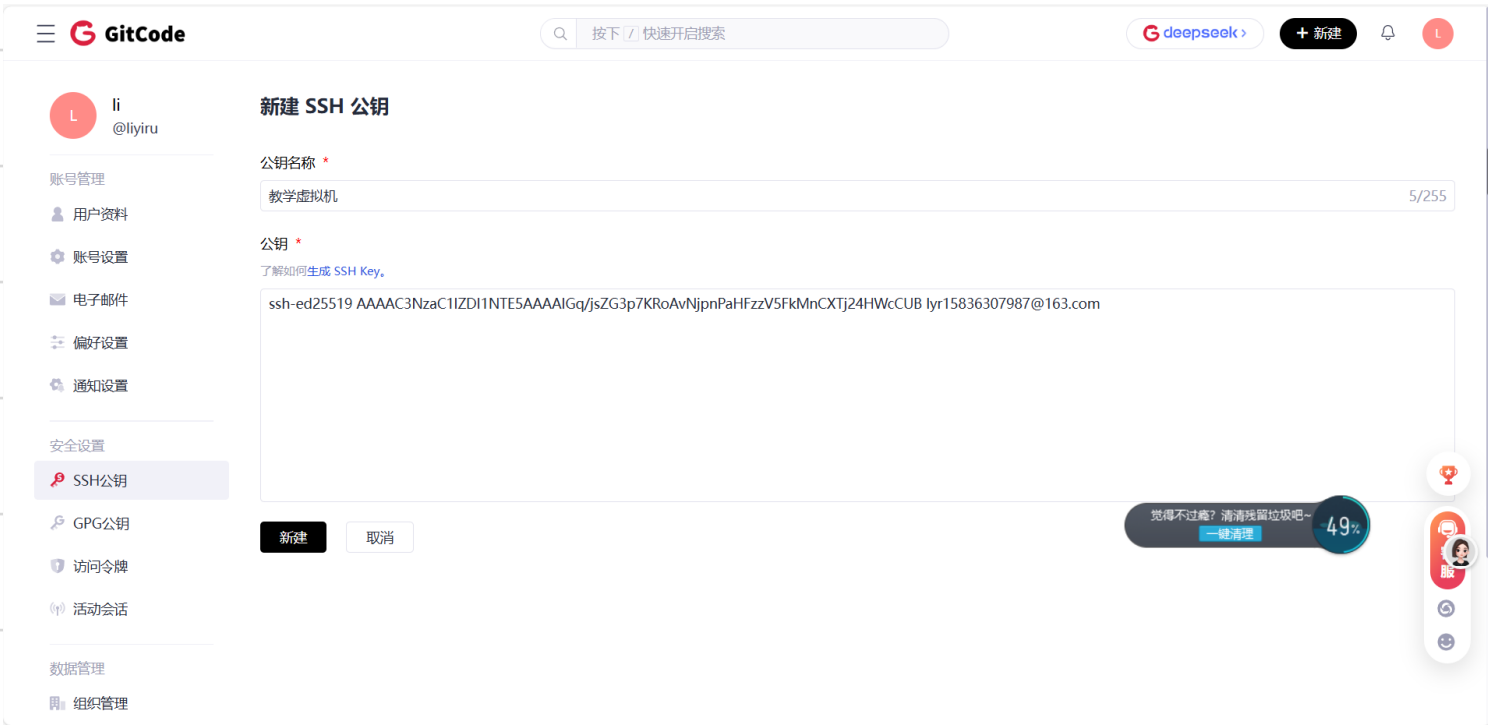 GitCode
按下 / 快速开启搜索
deepseek
+ 新建
L
L
li
@liyiru
账号管理
用户资料
账号设置
电子邮件
偏好设置
通知设置
安全设置
SSH公钥
GPG公钥
访问令牌
活动会话
数据管理
组织管理
新建 SSH 公钥
公钥名称 *
教学虚拟机
5/255
公钥 *
了解如何生成 SSH Key。
ssh-ed25519 AAAAC3NzaC1lZDI1NTE5AAAAIGq/jsZG3p7KRoAvNjpnPaHFzzV5FkMnCXTj24HWcCUB lyr15836307987@163.com
新建
取消
觉得不过瘾？清清残留垃圾吧~
一键清理
49%
服